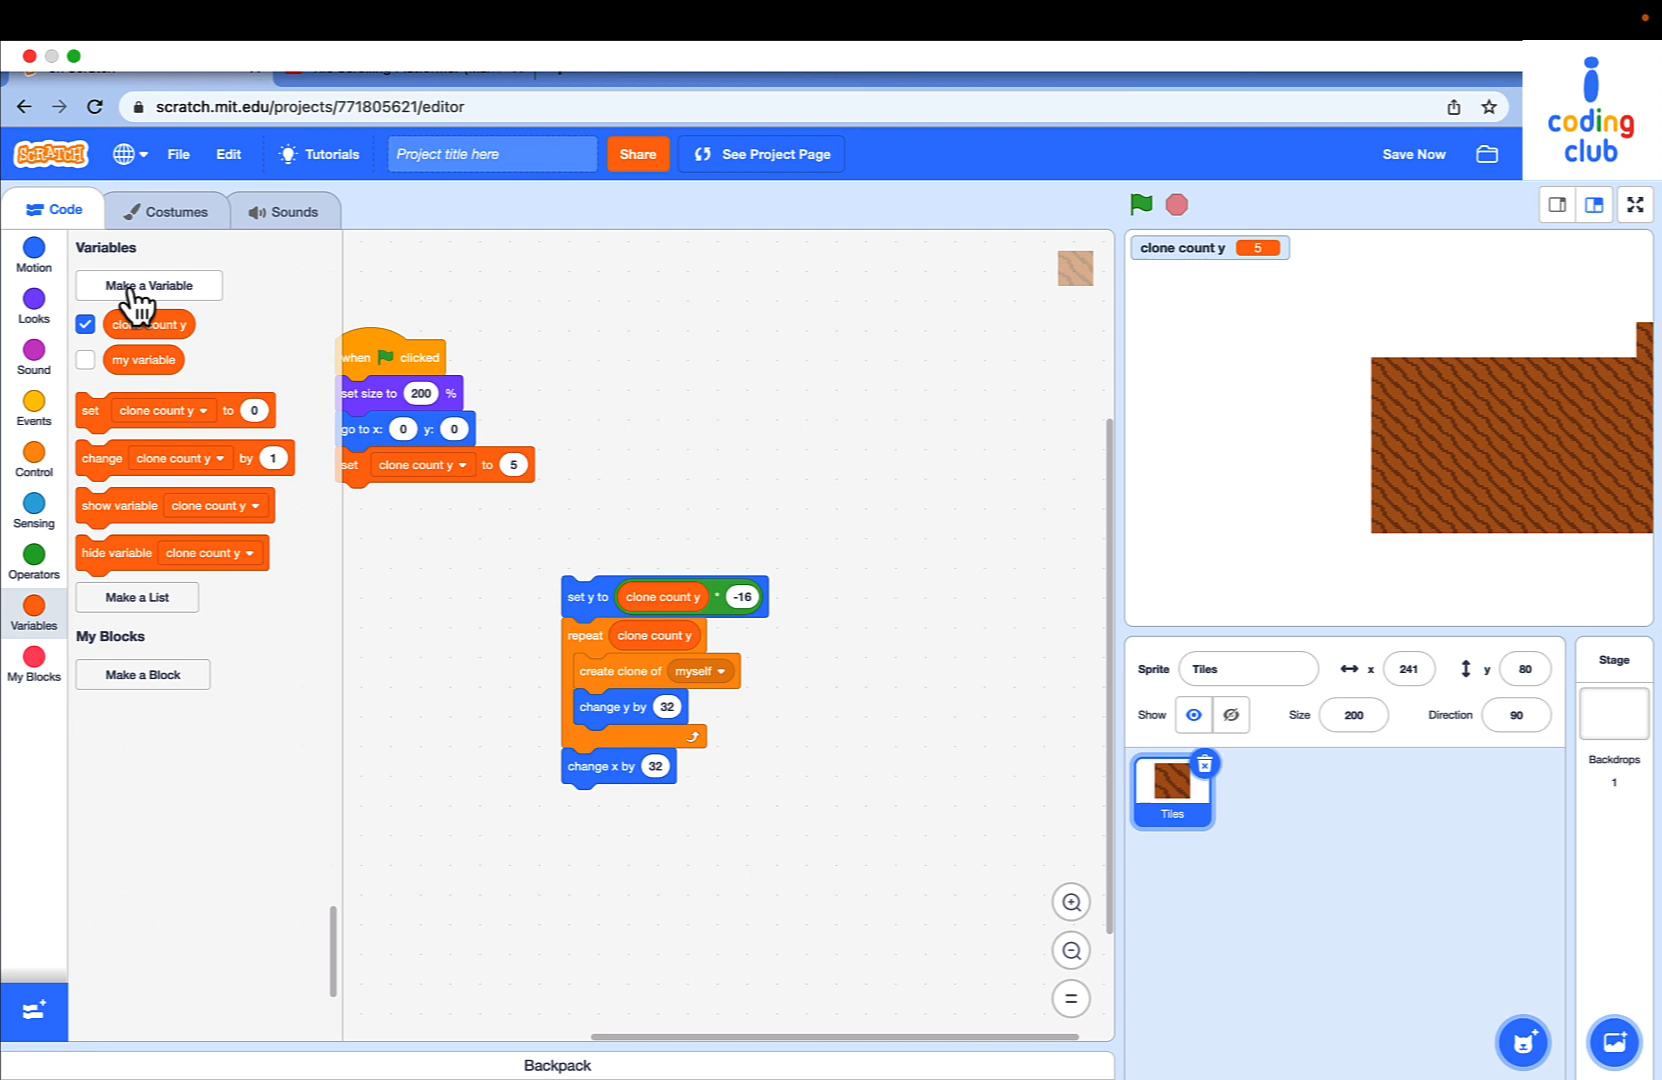 scratch.mit.edu/projects/771805621/editor
coding
club
SCRATCH
File
Edit
Tutorials
Project title here
Share
See Project Page
Save Now
Code
Costumes
Sounds
Motion
Looks
Sound
Events
Control
Sensing
Operators
Variables
My Blocks
Variables
Make a Variable
clone count y
my variable
set clone count y to 0
change clone count y by 1
show variable clone count y
hide variable clone count y
Make a List
My Blocks
Make a Block
when clicked
set size to 200 %
go to x: 0 y: 0
set clone count y to 5
set y to clone count y * -16
repeat clone count y
create clone of myself
change y by 32
change x by 32
Backpack
clone count y 5
Sprite Tiles x 241 y 80
Show Size 200 Direction 90
Tiles
Stage
Backdrops
1